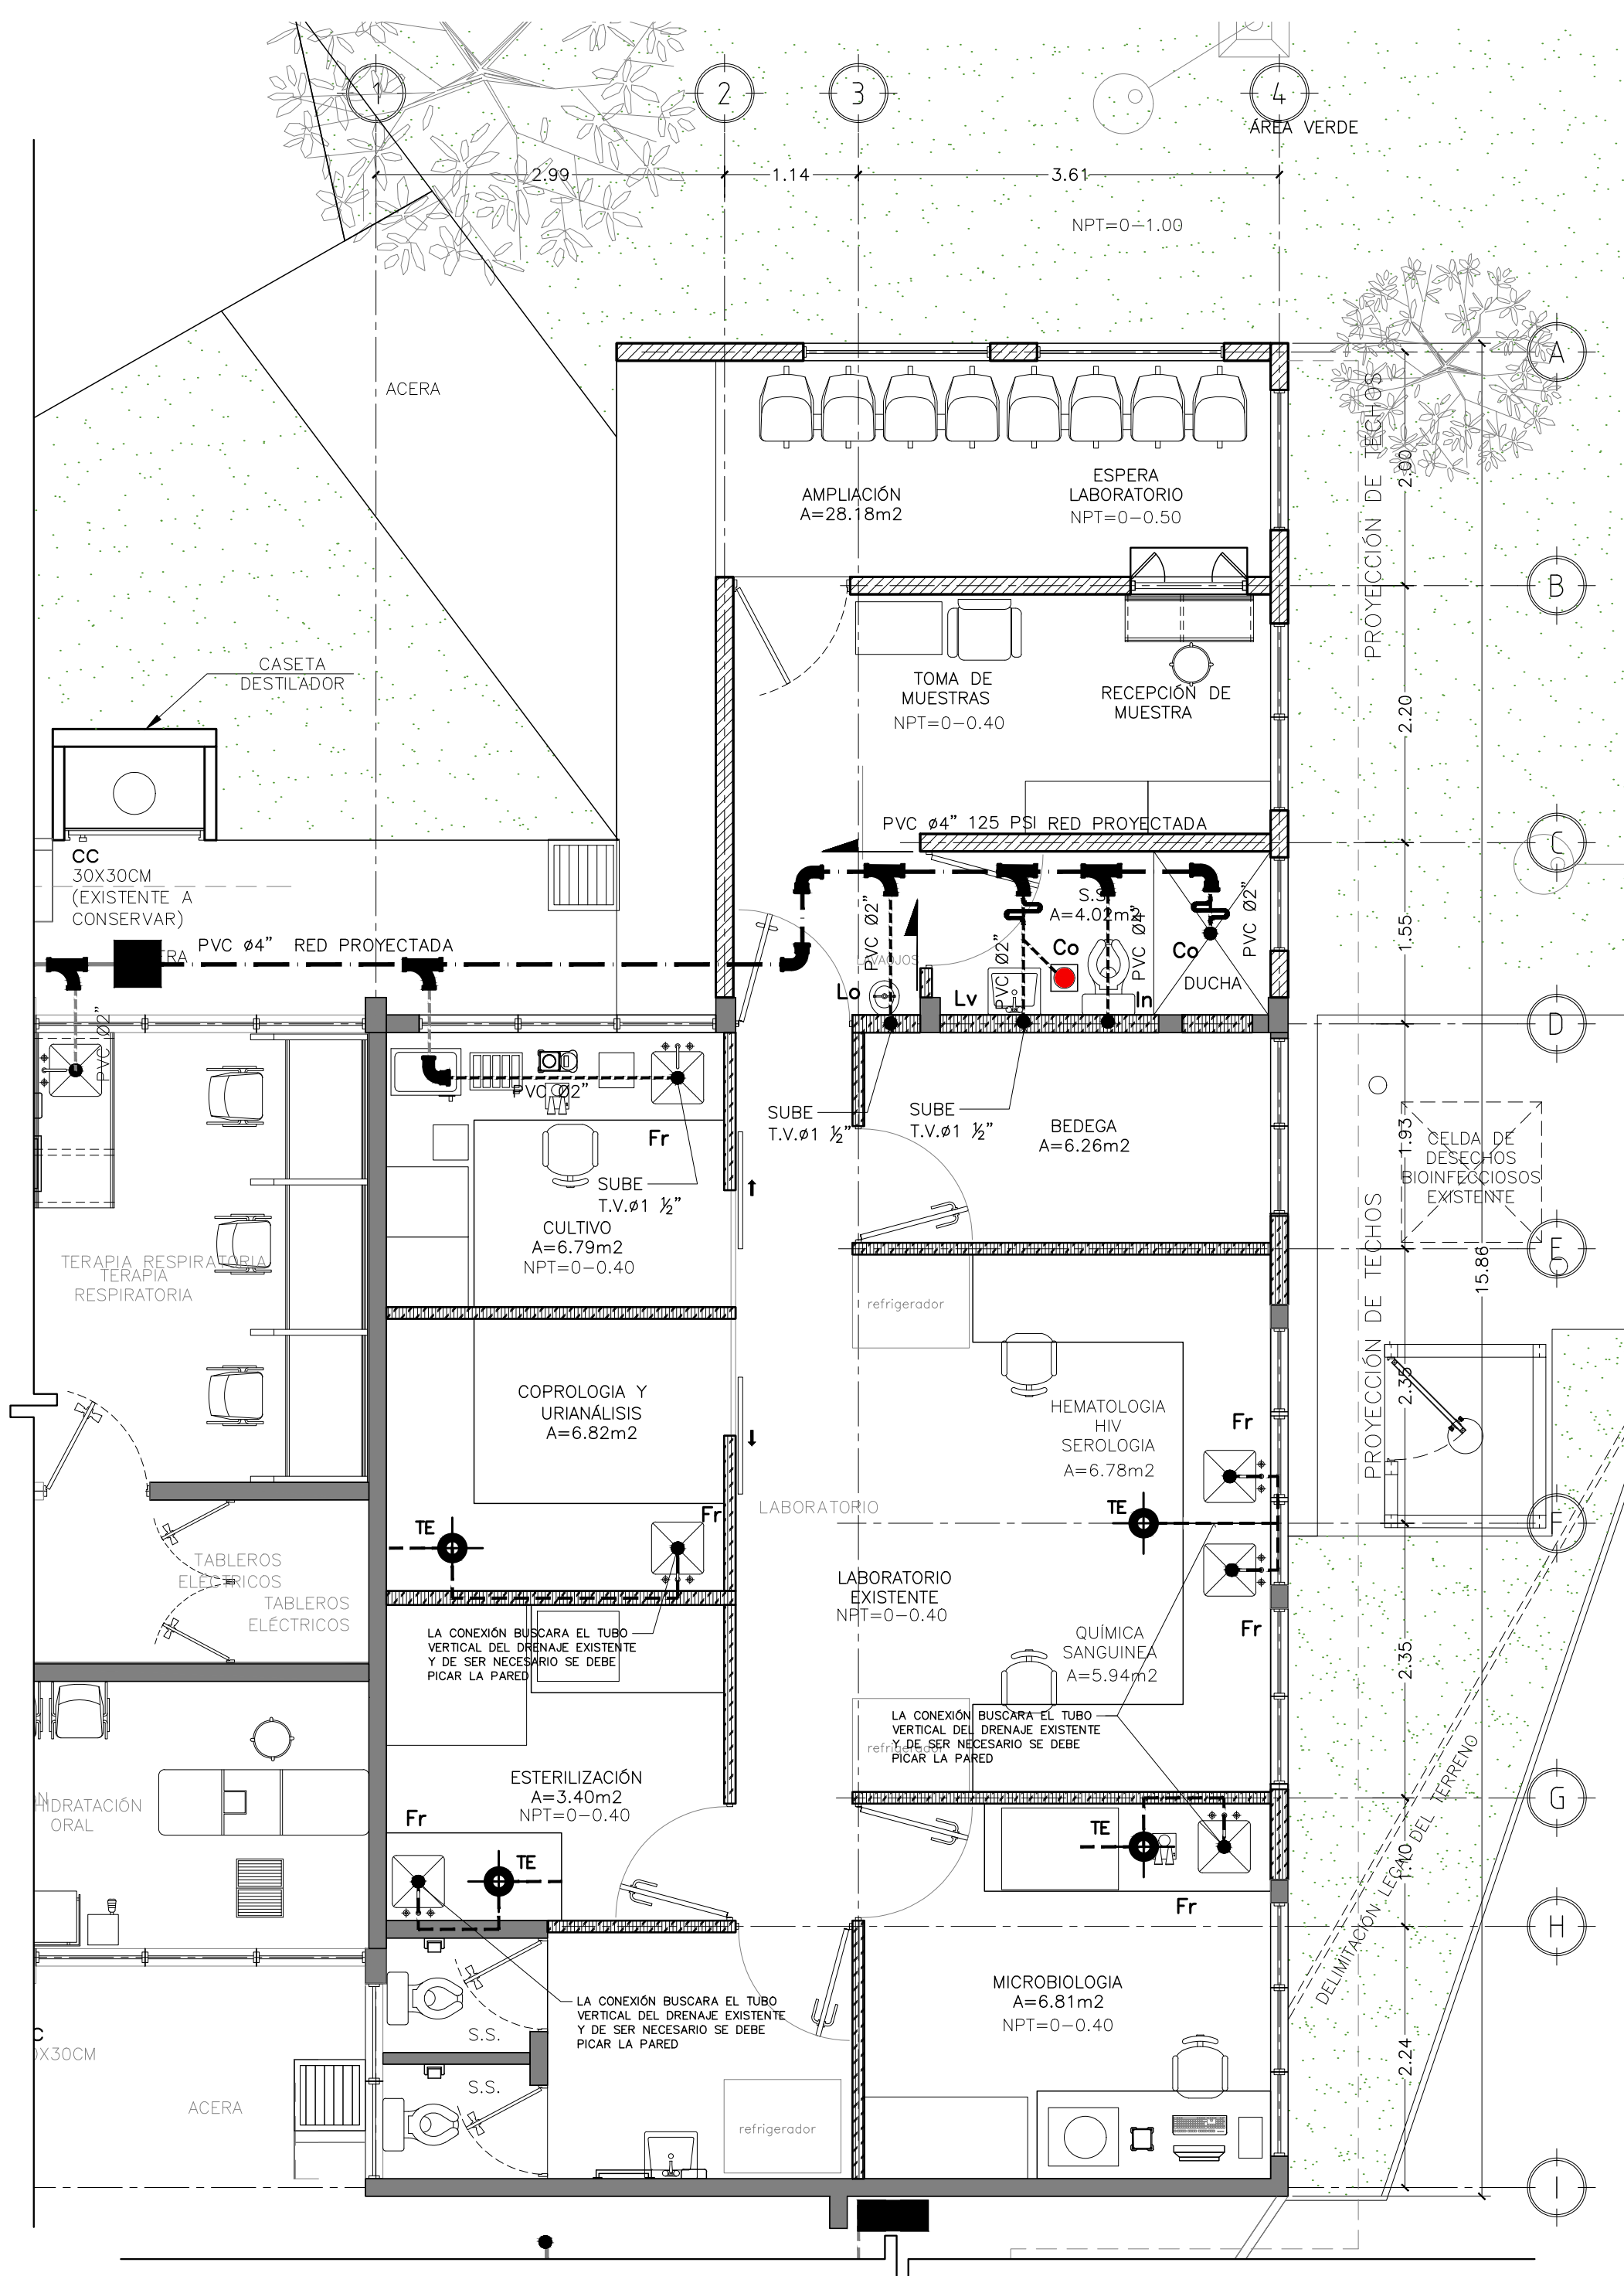 1
2
3
4
ÁREA VERDE
2.99
1.14
3.61
NPT=0-1.00
A
ACERA
PROYECCIÓN DE TECHOS
2.00
AMPLIACIÓN
A=28.18m2
ESPERA
LABORATORIO
NPT=0-0.50
B
CASETA
DESTILADOR
TOMA DE
MUESTRAS
NPT=0-0.40
RECEPCIÓN DE
MUESTRA
2.20
PVC ø4" 125 PSI RED PROYECTADA
C
CC
30X30CM
(EXISTENTE A
CONSERVAR)
PVC ø4" RED PROYECTADA
ERA
S.S.
A=4.02m2
PVC Ø2"
PVC Ø2"
PVC Ø4"
PVC Ø2"
1.55
Co
Co
DUCHA
Lo
Lv
In
D
PVC Ø2"
PVC Ø2"
Fr
SUBE
T.V.ø1 ½"
SUBE
T.V.ø1 ½"
SUBE
T.V.ø1 ½"
BEDEGA
A=6.26m2
1.93
CELDA DE
DESECHOS
BIOINFECCIOSOS
EXISTENTE
CULTIVO
A=6.79m2
NPT=0-0.40
E
TERAPIA RESPIRATORIA
TERAPIA
RESPIRATORIA
15.86
refrigerador
PROYECCIÓN DE TECHOS
COPROLOGIA Y
URIANÁLISIS
A=6.82m2
HEMATOLOGIA
HIV
SEROLOGIA
A=6.78m2
2.35
Fr
Fr
LABORATORIO
TE
TE
F
TABLEROS
ELÉCTRICOS
TABLEROS
ELÉCTRICOS
LABORATORIO
EXISTENTE
NPT=0-0.40
Fr
LA CONEXIÓN BUSCARA EL TUBO
VERTICAL DEL DRENAJE EXISTENTE
Y DE SER NECESARIO SE DEBE
PICAR LA PARED
QUÍMICA
SANGUINEA
A=5.94m2
2.35
LA CONEXIÓN BUSCARA EL TUBO
VERTICAL DEL DRENAJE EXISTENTE
Y DE SER NECESARIO SE DEBE
PICAR LA PARED
refrigerador
ESTERILIZACIÓN
A=3.40m2
NPT=0-0.40
G
HIDRATACIÓN
ORAL
Fr
TE
TE
Fr
1.10
DELIMITACIÓN LEGAL DEL TERRENO
H
MICROBIOLOGIA
A=6.81m2
NPT=0-0.40
LA CONEXIÓN BUSCARA EL TUBO
VERTICAL DEL DRENAJE EXISTENTE
Y DE SER NECESARIO SE DEBE
PICAR LA PARED
S.S.
X30CM
2.24
S.S.
ACERA
refrigerador
I